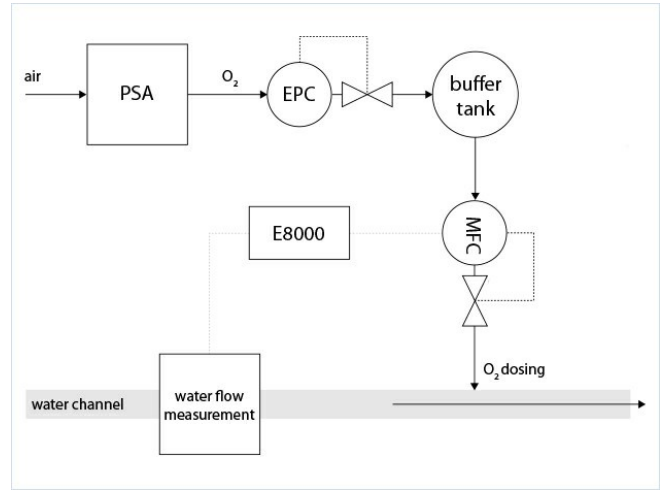 air
PSA
O₂
EPC
buffer
tank
E8000
MFC
O₂ dosing
water channel
water flow
measurement